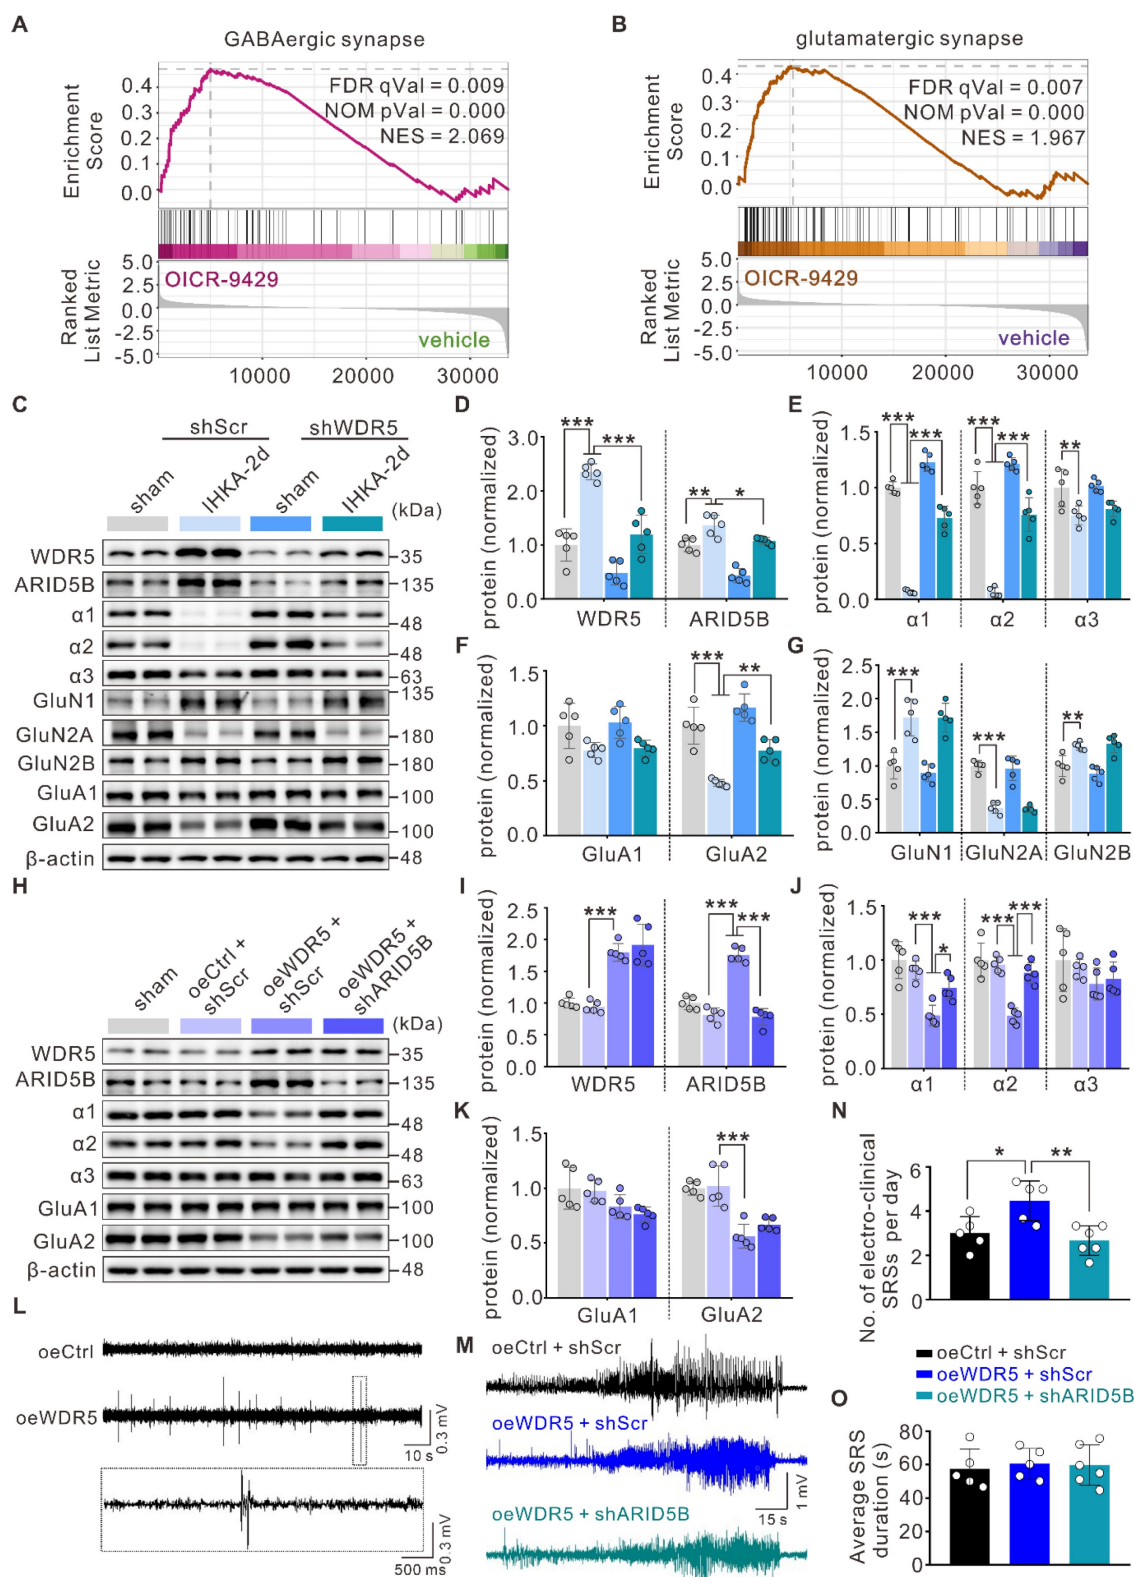 A
GABAergic synapse
FDR qVal = 0.009
NOM pVal = 0.000
NES = 2.069
Enrichment
Score
0.4
0.3
0.2
0.1
0.0
OICR-9429
vehicle
Ranked
List Metric
5.0
2.5
0.0
-2.5
-5.0
10000 20000 30000
B
glutamatergic synapse
FDR qVal = 0.007
NOM pVal = 0.000
NES = 1.967
Enrichment
Score
0.4
0.3
0.2
0.1
0.0
OICR-9429
vehicle
Ranked
List Metric
5.0
2.5
0.0
-2.5
-5.0
10000 20000 30000
C
shScr shWDR5
sham IHKA-2d sham IHKA-2d (kDa)
WDR5 35
ARID5B 135
α1 48
α2 48
α3 63
GluN1 135
GluN2A 180
GluN2B 180
GluA1 100
GluA2 100
β-actin 48
D
protein (normalized)
3.0
2.0
1.0
0.0
*** *** ** *
WDR5 ARID5B
E
protein (normalized)
1.5
1.0
0.5
0.0
*** *** *** *** **
α1 α2 α3
F
protein (normalized)
1.5
1.0
0.5
0.0
*** **
GluA1 GluA2
G
protein (normalized)
2.5
2.0
1.5
1.0
0.5
0.0
*** *** **
GluN1 GluN2A GluN2B
H
sham
oeCtrl +
shScr
oeWDR5 +
shScr
oeWDR5 +
shARID5B
(kDa)
WDR5 35
ARID5B 135
α1 48
α2 48
α3 63
GluA1 100
GluA2 100
β-actin 48
I
protein (normalized)
2.5
2.0
1.5
1.0
0.5
0.0
*** *** ***
WDR5 ARID5B
J
protein (normalized)
1.5
1.0
0.5
0.0
*** * *** ***
α1 α2 α3
K
protein (normalized)
1.5
1.0
0.5
0.0
***
GluA1 GluA2
L
oeCtrl
oeWDR5
0.3 mV
10 s
0.3 mV
500 ms
M
oeCtrl + shScr
oeWDR5 + shScr
1 mV
15 s
oeWDR5 + shARID5B
N
No. of electro-clinical
SRSs per day
6
4
2
0
* **
oeCtrl + shScr
oeWDR5 + shScr
oeWDR5 + shARID5B
O
Average SRS
duration (s)
80
60
40
20
0